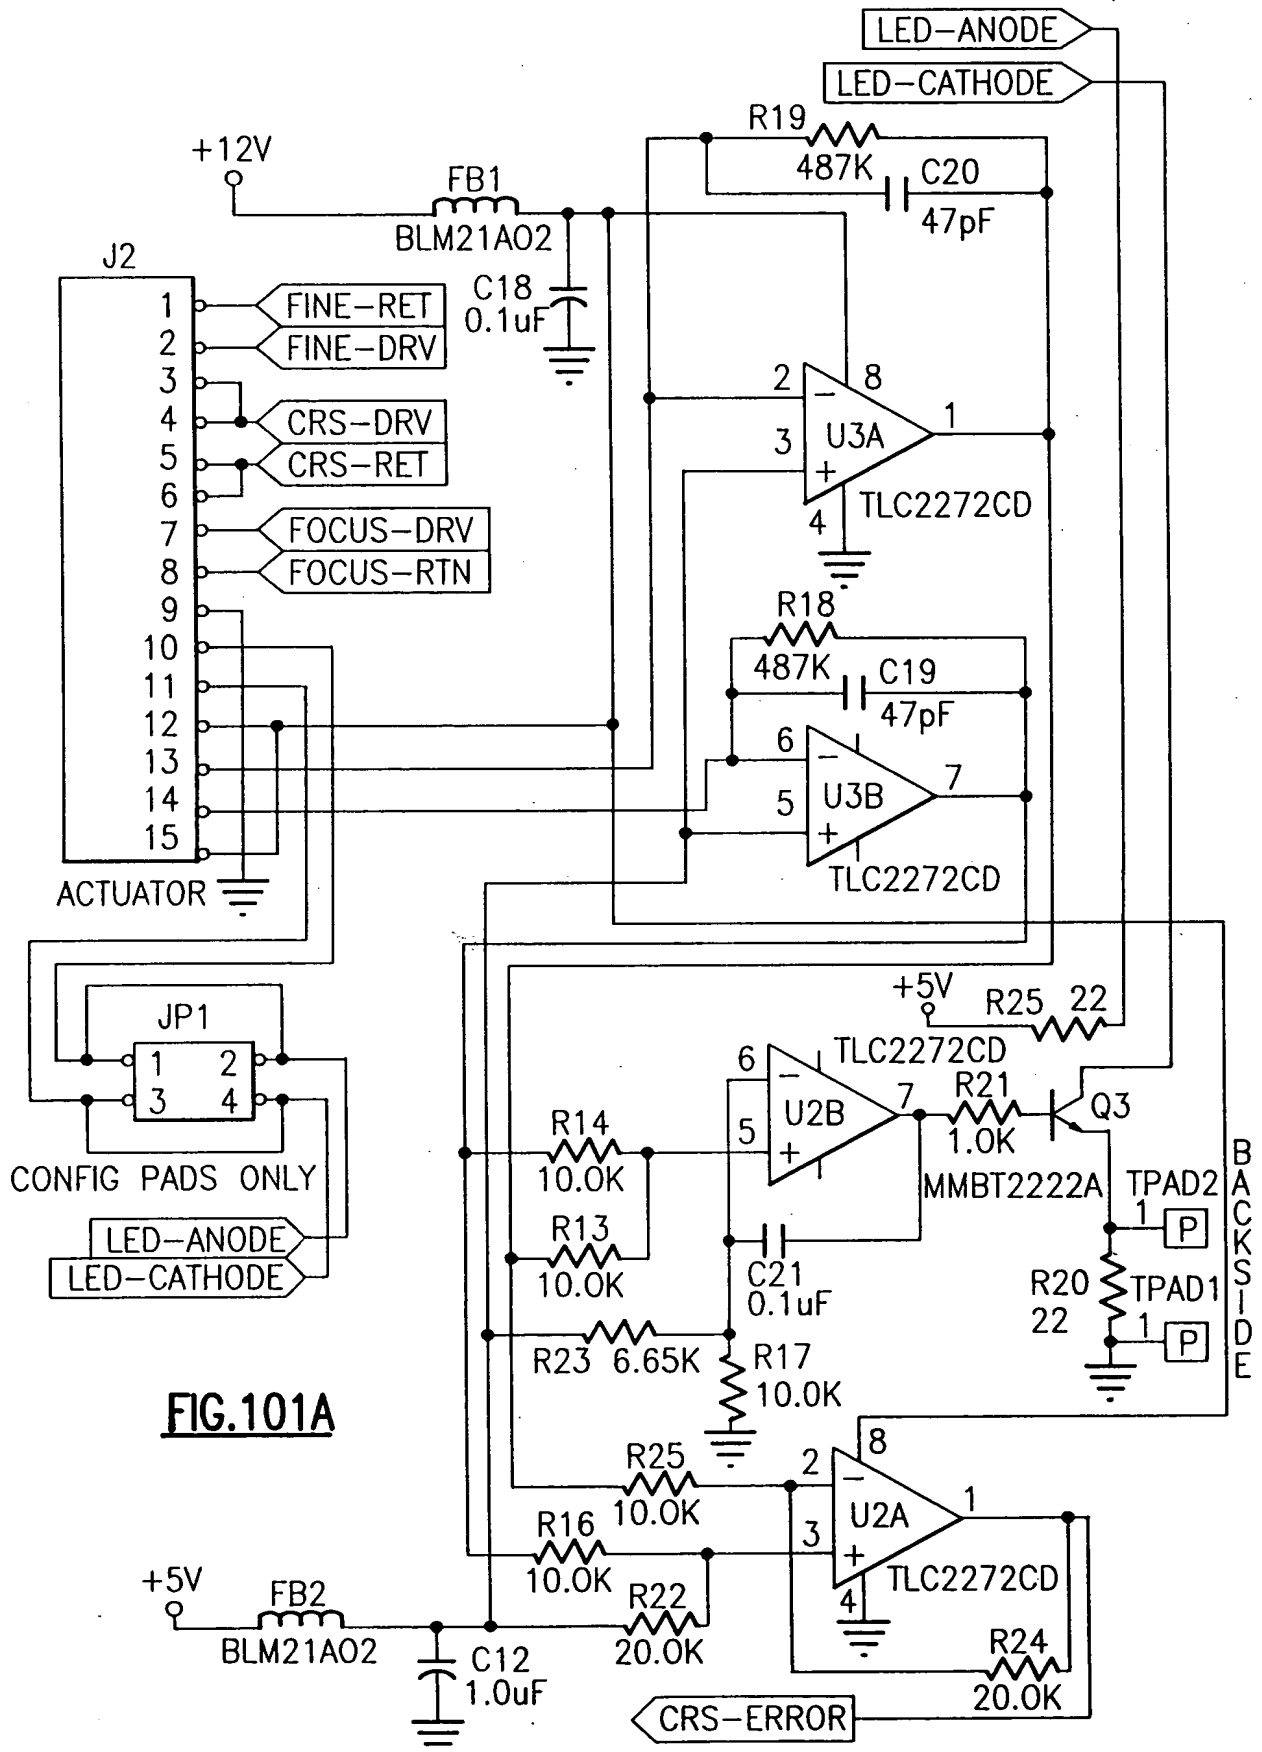 LED-ANODE
LED-CATHODE
R19
487K
C20
47pF
+12V
FB1
BLM21A02
C18
0.1uF
J2
1
FINE-RET
2
FINE-DRV
3
4
CRS-DRV
5
CRS-RET
6
7
FOCUS-DRV
8
FOCUS-RTN
9
10
11
12
13
14
15
ACTUATOR
2
8
−
U3A
1
3
+
4
TLC2272CD
R18
487K
C19
47pF
6
−
U3B
7
5
+
TLC2272CD
JP1
1 2
3 4
CONFIG PADS ONLY
LED-ANODE
LED-CATHODE
+5V
R25 22
TLC2272CD
6
−
U2B
7
5
+
R21
1.0K
Q3
MMBT2222A
R14
10.0K
R13
10.0K
C21
0.1uF
TPAD2
1
P
R20
22
TPAD1
1
P
BACKSIDE
R23 6.65K
R17
10.0K
FIG.101A
R25
10.0K
2
8
−
U2A
1
R16
10.0K
3
+
4
TLC2272CD
+5V
FB2
BLM21A02
R22
20.0K
C12
1.0uF
R24
20.0K
CRS-ERROR